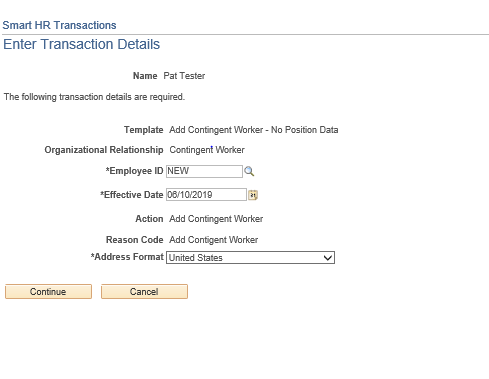 Smart HR Transactions
Enter Transaction Details
Name Pat Tester
The following transaction details are required.
Template Add Contingent Worker - No Position Data
Organizational Relationship Contingent Worker
*Employee ID NEW
*Effective Date 06/10/2019
Action Add Contingent Worker
Reason Code Add Contigent Worker
*Address Format United States
Continue Cancel